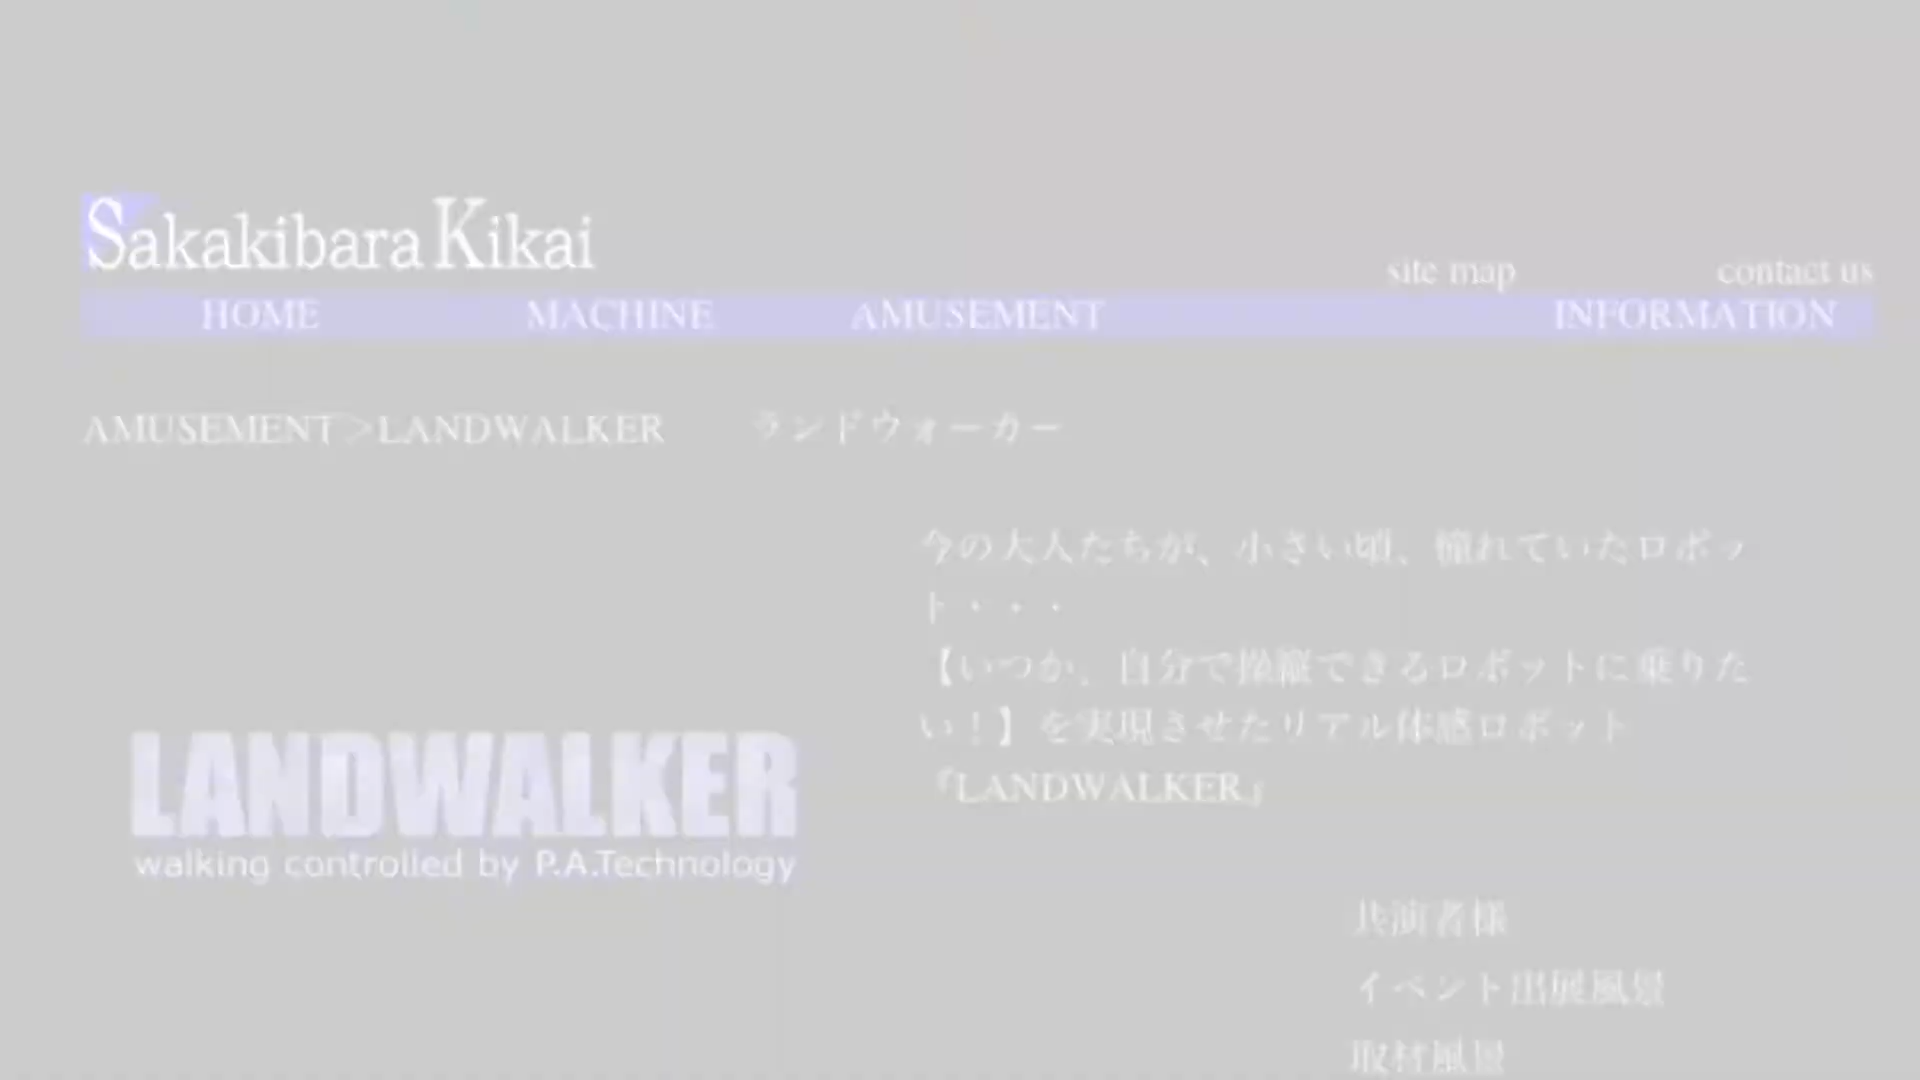 Sakakibara Kikai
site map contact us
HOME MACHINE AMUSEMENT INFORMATION
AMUSEMENT>LANDWALKER ランドウォーカー
今の大人たちが、小さい頃、憧れていたロボッ
ト・・・
【いつか、自分で操縦できるロボットに乗りた
い！】を実現させたリアル体感ロボット
『LANDWALKER』
LANDWALKER
walking controlled by P.A.Technology
共演者様
イベント出展風景
取材風景